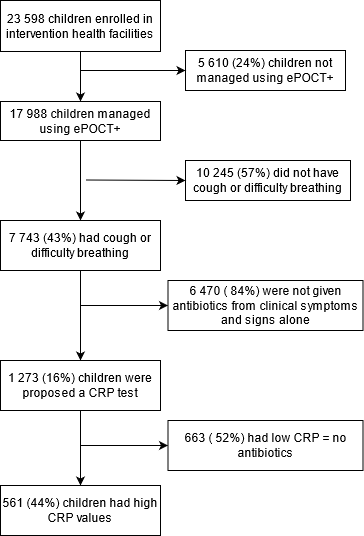 23 598 children enrolled in
intervention health facilities
5 610 (24%) children not
managed using ePOCT+
17 988 children managed
using ePOCT+
10 245 (57%) did not have
cough or difficulty breathing
7 743 (43%) had cough or
difficulty breathing
6 470 ( 84%) were not given
antibiotics from clinical symptoms
and signs alone
1 273 (16%) children were
proposed a CRP test
663 ( 52%) had low CRP = no
antibiotics
561 (44%) children had high
CRP values